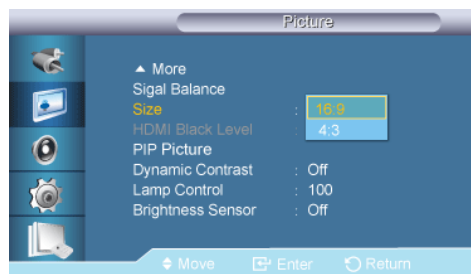 Picture
▲ More
Sigal Balance
Size : 16:9
HDMI Black Level : 4:3
PIP Picture
Dynamic Contrast : Off
Lamp Control : 100
Brightness Sensor : Off
Move Enter Return